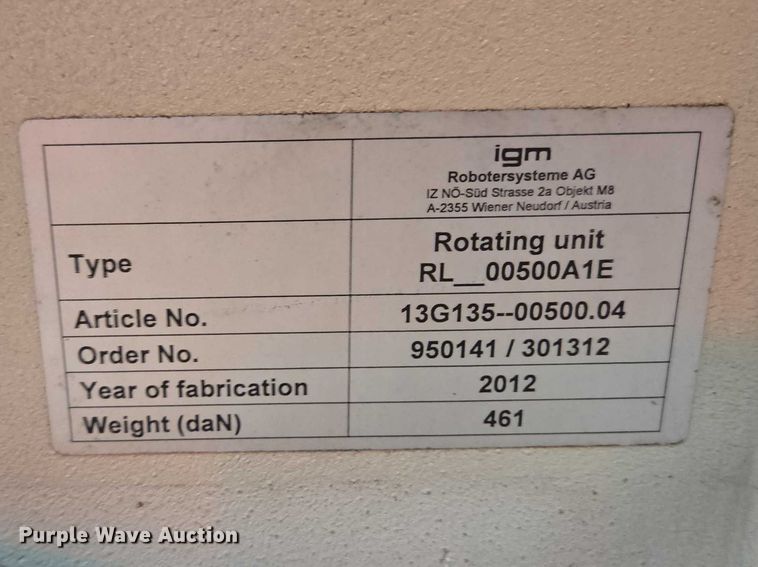 igm
Robotersysteme AG
IZ NÖ-Süd Strasse 2a Objekt M8
A-2355 Wiener Neudorf / Austria
Type
Rotating unit
RL__00500A1E
Article No. 13G135--00500.04
Order No. 950141 / 301312
Year of fabrication 2012
Weight (daN) 461
Purple Wave Auction